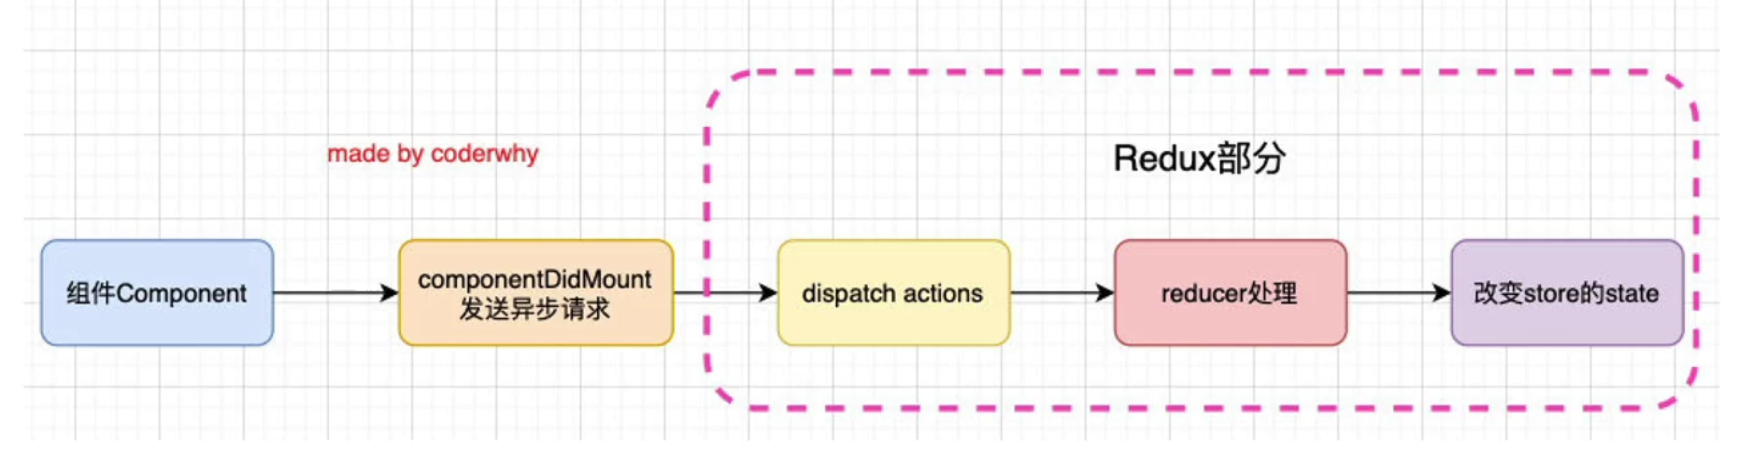 made by coderwhy
Redux部分
组件Component
componentDidMount
发送异步请求
dispatch actions
reducer处理
改变store的state